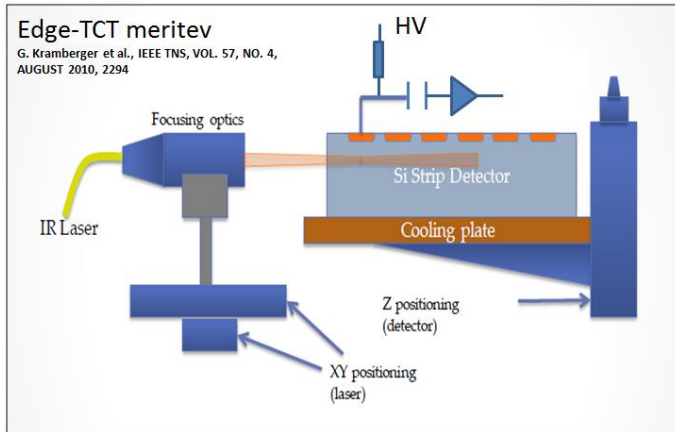 Edge-TCT meritev
G. Kramberger et al., IEEE TNS, VOL. 57, NO. 4,
AUGUST 2010, 2294
HV
Focusing optics
IR Laser
Si Strip Detector
Cooling plate
Z positioning
(detector)
XY positioning
(laser)